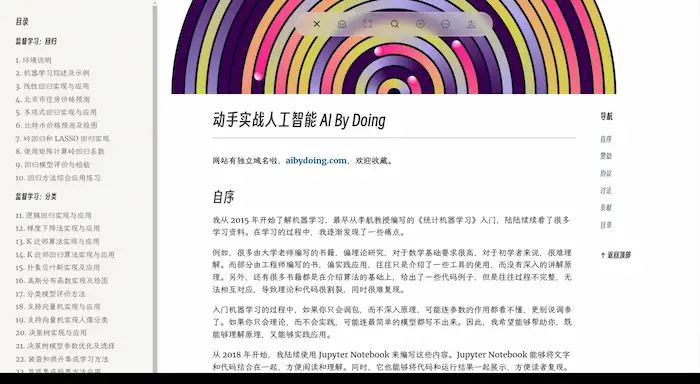 目录
监督学习：回归
1. 环境说明
2. 机器学习综述及示例
3. 线性回归实现与应用
4. 北京市住房价格预测
5. 多项式回归实现与应用
6. 比特币价格预测及绘图
7. 岭回归和 LASSO 回归实现
8. 使用矩阵计算岭回归系数
9. 回归模型评价与检验
10. 回归方法综合应用练习
监督学习：分类
11. 逻辑回归实现与应用
12. 梯度下降法实现与应用
13. K 近邻算法实现与应用
14. K 近邻回归算法实现与应用
15. 朴素贝叶斯实现及应用
16. 高斯分布函数实现及绘图
17. 分类模型评价方法
18. 支持向量机实现与应用
19. 支持向量机实现人像分类
20. 决策树实现与应用
21. 决策树模型参数优化及选择
22. 装袋和提升集成学习方法
动手实战人工智能 AI By Doing
网站有独立域名啦，aibydoing.com，欢迎收藏。
自序
我从 2015 年开始了解机器学习，最早从李航教授编写的《统计机器学习》入门，陆陆续续看了很多
学习资料。在学习的过程中，我逐渐发现了一些痛点。
例如，很多由大学老师编写的书籍，偏理论研究，对于数学基础要求很高，对于初学者来说，很难理
解。而部分由工程师编写的书，偏实践应用，往往只是介绍了一些工具的使用，而没有深入的讲解原
理。另外，还有很多书籍都是在介绍算法的基础上，给出了一些代码例子，但是往往过程不完整，无
法相互对应，导致理论和代码很割裂，同时很难复现。
入门机器学习的过程中，如果你只会调包，而不深入原理，可能连参数的作用都看不懂，更别说调参
了。如果你只会理论，而不会实践，可能连最简单的模型都写不出来。因此，我希望能够帮助你，既
能够理解原理，又能够实践应用。
从 2018 年开始，我陆续使用 Jupyter Notebook 来编写这些内容。Jupyter Notebook 能够将文字
和代码结合在一起，方便阅读和理解。同时，它也能够将代码和运行结果一起展示，方便读者复现。
导航
自序
赞助
协议
讨论
贡献
目录
↑ 返回顶部